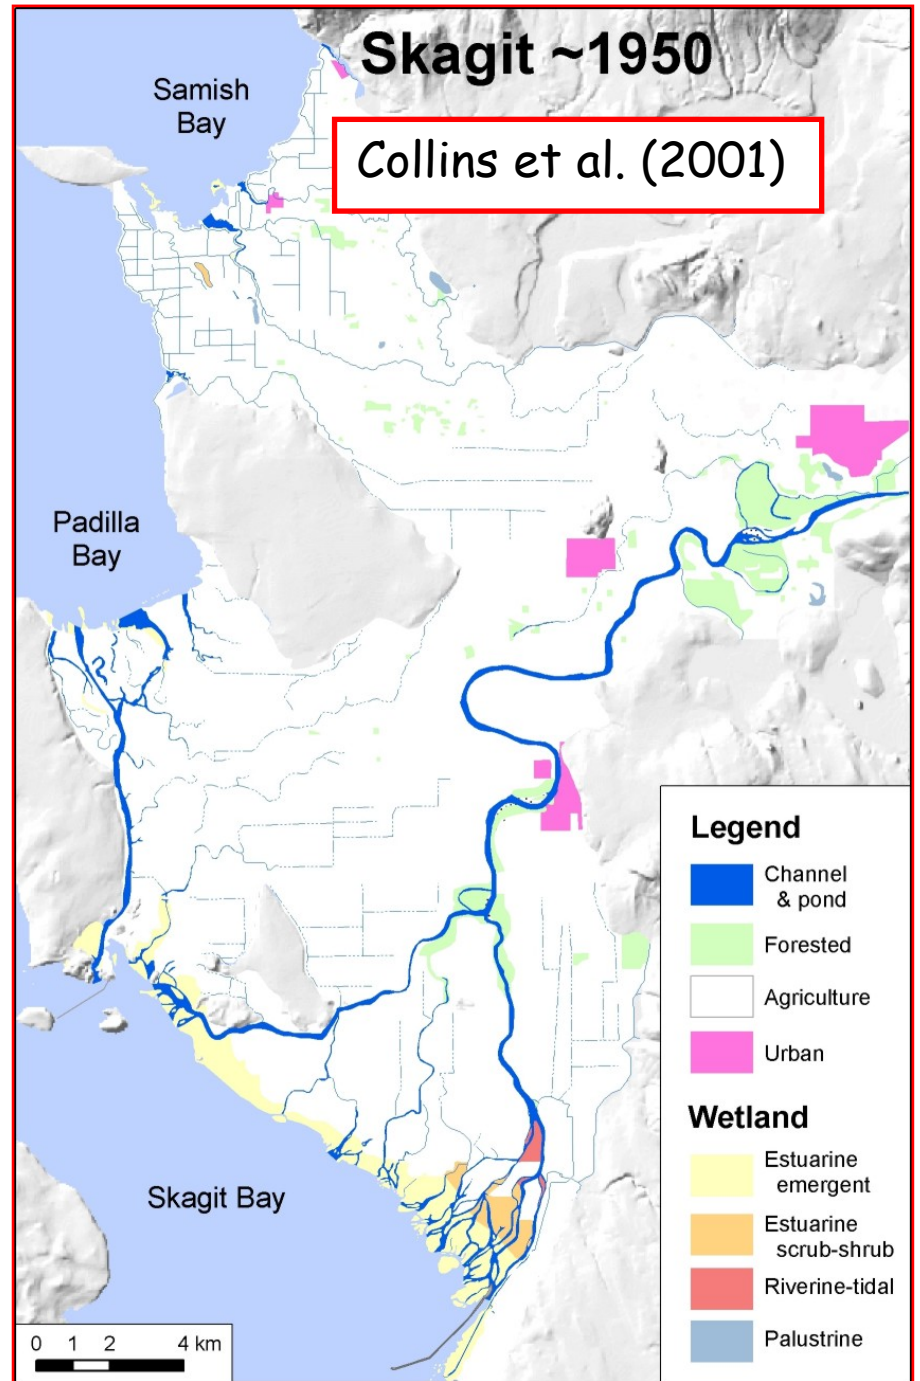 Skagit ~1950
Collins et al. (2001)
Samish
Bay
Padilla
Bay
Skagit Bay
Legend
Channel
& pond
Forested
Agriculture
Urban
Wetland
Estuarine
emergent
Estuarine
scrub-shrub
Riverine-tidal
Palustrine
0 1 2 4 km